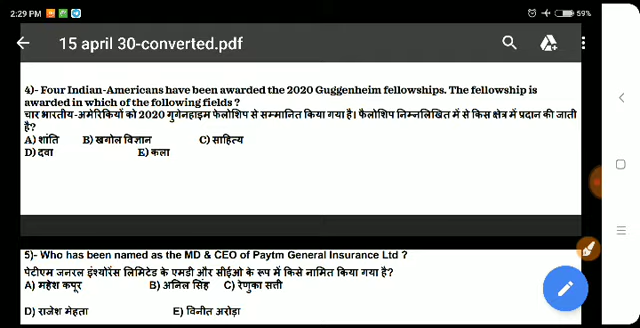 2:29 PM
59%
15 april 30-converted.pdf
4)- Four Indian-Americans have been awarded the 2020 Guggenheim fellowships. The fellowship is
awarded in which of the following fields ?
चार भारतीय-अमेरिकियों को 2020 गुगेनहाइम फेलोशिप से सम्मानित किया गया है। फैलोशिप निम्नलिखित में से किस क्षेत्र में प्रदान की जाती
है?
A) शांति B) खगोल विज्ञान C) साहित्य
D) दवा E) कला
5)- Who has been named as the MD & CEO of Paytm General Insurance Ltd ?
पेटीएम जनरल इंश्योरेंस लिमिटेड के एमडी और सीईओ के रूप में किसे नामित किया गया है?
A) महेश कपूर B) अनिल सिंह C) रेणुका सत्ती
D) राजेश मेहता E) विनीत अरोड़ा